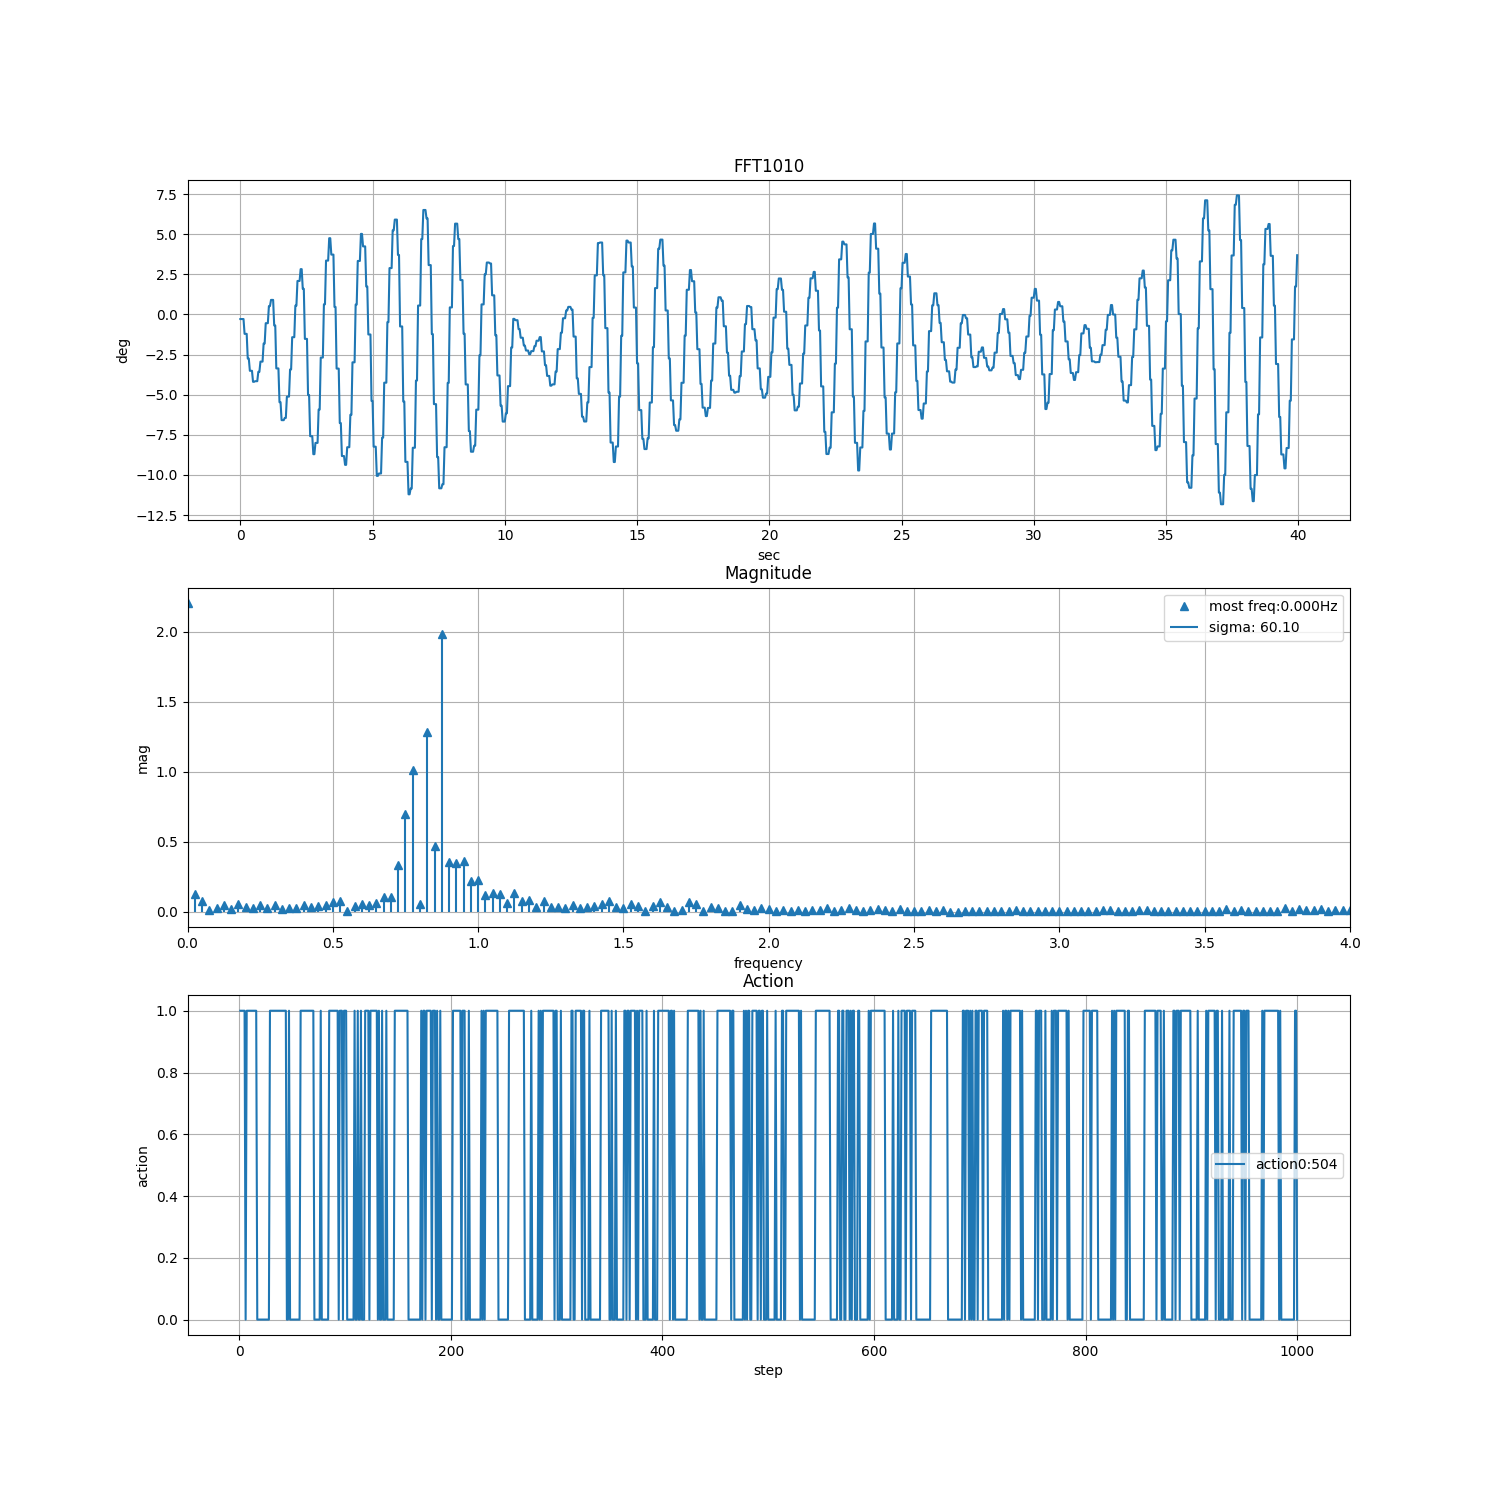 FFT1010
7.5
5.0
2.5
0.0
−2.5
−5.0
−7.5
−10.0
−12.5
deg
0 5 10 15 20 25 30 35 40
sec
Magnitude
most freq:0.000Hz
sigma: 60.10
2.0
1.5
1.0
0.5
0.0
mag
0.0 0.5 1.0 1.5 2.0 2.5 3.0 3.5 4.0
frequency
Action
1.0
0.8
0.6
0.4
0.2
0.0
action
action0:504
0 200 400 600 800 1000
step